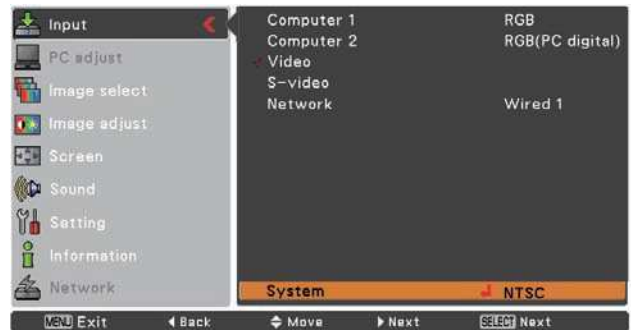 Input
PC adjust
Image select
Image adjust
Screen
Sound
Setting
Information
Network
Computer 1 RGB
Computer 2 RGB(PC digital)
Video
S-video
Network Wired 1
System NTSC
MENU Exit Back Move Next SELECT Next